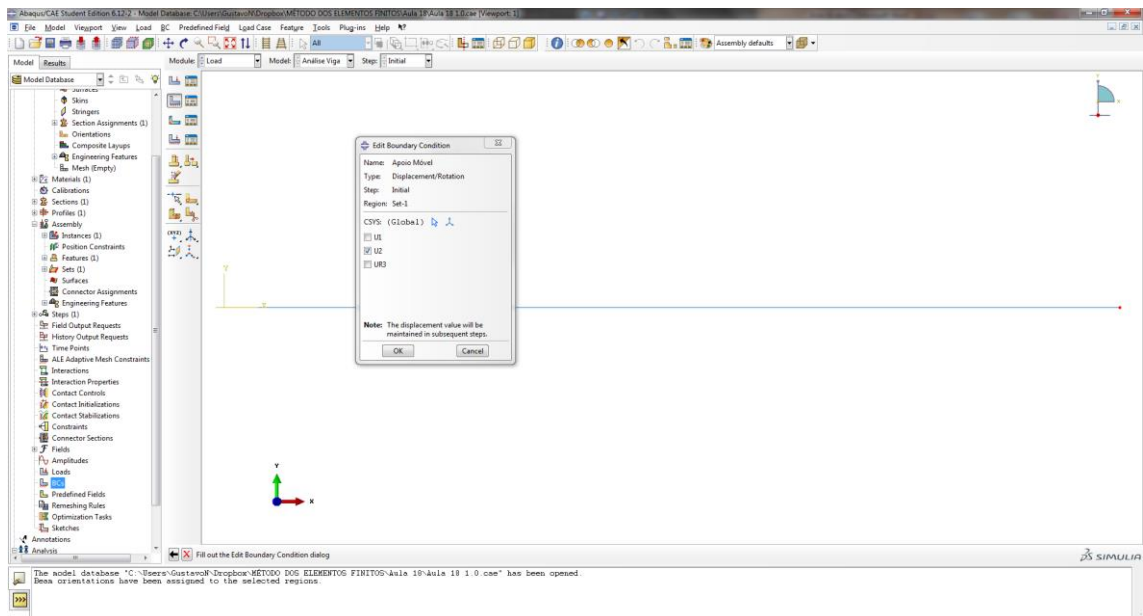 Abaqus/CAE Student Edition 6.12-2 - Model Database: C:\Users\GustavoN\Dropbox\MÉTODO DOS ELEMENTOS FINITOS\Aula 18\Aula 18 1.0.cae [Viewport: 1]
File Model Viewport View Load BC Predefined Field Load Case Feature Tools Plug-ins Help
All
Assembly defaults
Model Results
Module: Load Model: Análise Viga Step: Initial
Model Database
Surfaces
Skins
Stringers
Section Assignments (1)
Orientations
Composite Layups
Engineering Features
Mesh (Empty)
Materials (1)
Calibrations
Sections (1)
Profiles (1)
Assembly
Instances (1)
Position Constraints
Features (1)
Sets (1)
Surfaces
Connector Assignments
Engineering Features
Steps (1)
Field Output Requests
History Output Requests
Time Points
ALE Adaptive Mesh Constraints
Interactions
Interaction Properties
Contact Controls
Contact Initializations
Contact Stabilizations
Constraints
Connector Sections
Fields
Amplitudes
Loads
BCs
Predefined Fields
Remeshing Rules
Optimization Tasks
Sketches
Annotations
Analysis
Edit Boundary Condition
Name: Apoio Móvel
Type: Displacement/Rotation
Step: Initial
Region: Set-1
CSYS: (Global)
U1
U2
UR3
Note: The displacement value will be
maintained in subsequent steps.
OK Cancel
Y
Y
X
Fill out the Edit Boundary Condition dialog
SIMULIA
The model database "C:\Users\GustavoN\Dropbox\MÉTODO DOS ELEMENTOS FINITOS\Aula 18\Aula 18 1.0.cae" has been opened.
Beam orientations have been assigned to the selected regions.
>>>